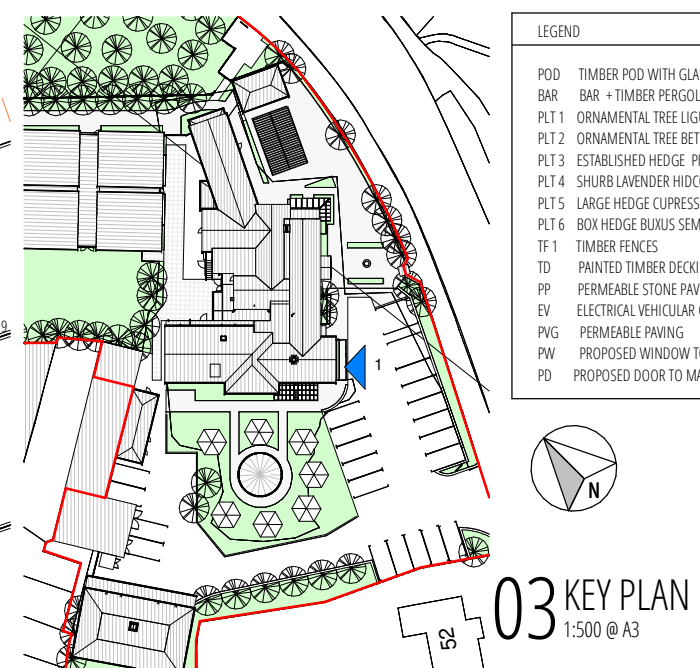 LEGEND
POD TIMBER POD WITH GLA
BAR BAR + TIMBER PERGOL
PLT 1 ORNAMENTAL TREE LIGU
PLT 2 ORNAMENTAL TREE BET
PLT 3 ESTABLISHED HEDGE PR
PLT 4 SHURB LAVENDER HIDCO
PLT 5 LARGE HEDGE CUPRESS
PLT 6 BOX HEDGE BUXUS SEM
TF 1 TIMBER FENCES
TD PAINTED TIMBER DECKI
PP PERMEABLE STONE PAV
EV ELECTRICAL VEHICULAR
PVG PERMEABLE PAVING
PW PROPOSED WINDOW TO
PD PROPOSED DOOR TO MA
9
1
N
03 KEY PLAN
1:500 @ A3
52